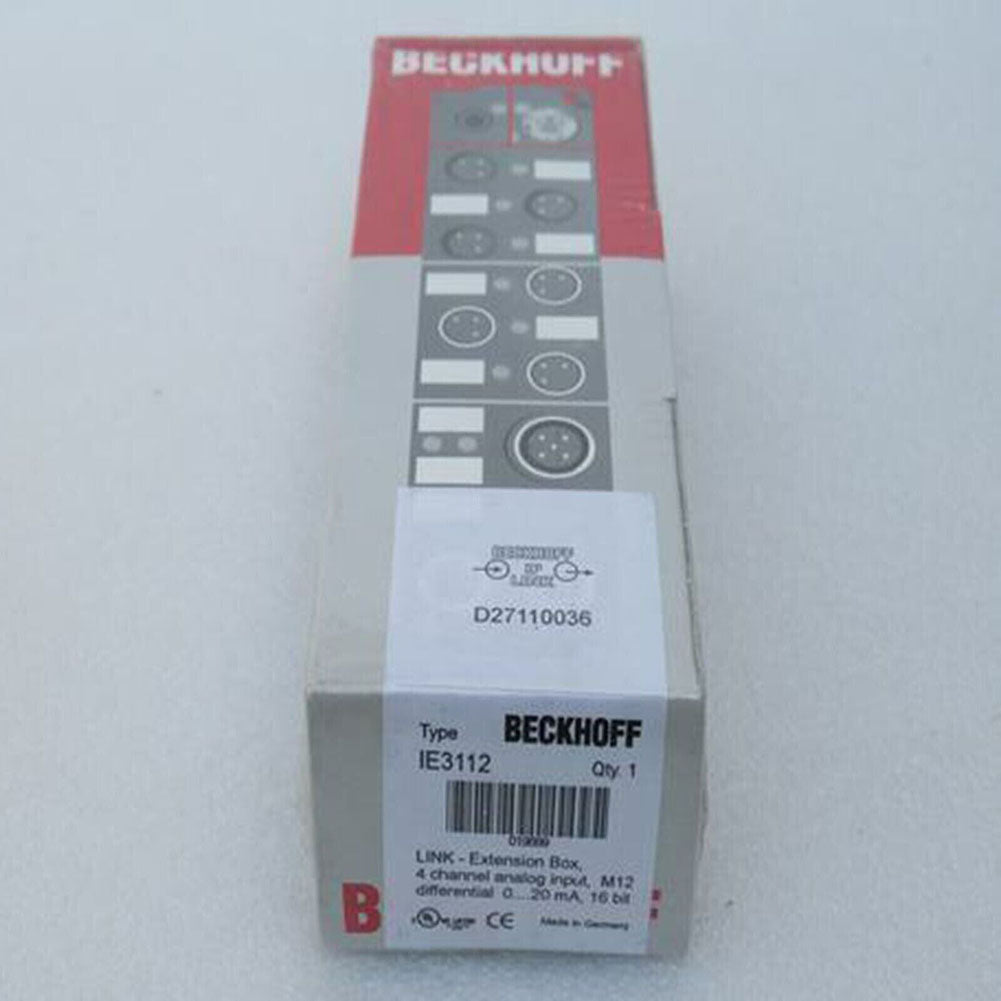 BECKHOFF
BECKHOFF
IP
LINK
D27110036
Type BECKHOFF
IE3112 Qty. 1
LINK - Extension Box,
4 channel analog input, M12
differential 0....20 mA, 16 bit
CE Made in Germany
B F